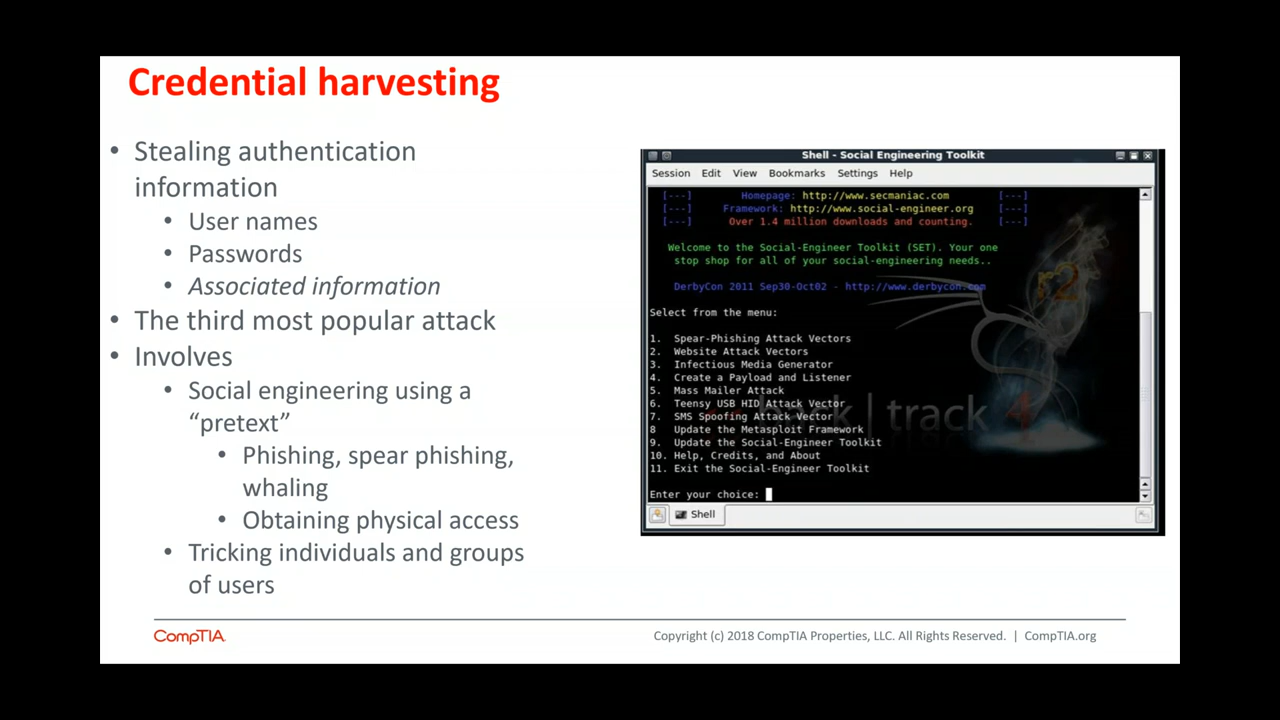 Credential harvesting
• Stealing authentication
information
• User names
• Passwords
• Associated information
• The third most popular attack
• Involves
• Social engineering using a
“pretext”
• Phishing, spear phishing,
whaling
• Obtaining physical access
• Tricking individuals and groups
of users
Shell - Social Engineering Toolkit
Session Edit View Bookmarks Settings Help
[---] Homepage: http://www.secmaniac.com [---]
[---] Framework: http://www.social-engineer.org [---]
[---] Over 1.4 million downloads and counting. [---]
Welcome to the Social-Engineer Toolkit (SET). Your one
stop shop for all of your social-engineering needs..
DerbyCon 2011 Sep30-Oct02 - http://www.derbycon.com
Select from the menu:
1. Spear-Phishing Attack Vectors
2. Website Attack Vectors
3. Infectious Media Generator
4. Create a Payload and Listener
5. Mass Mailer Attack
6. Teensy USB HID Attack Vector
7. SMS Spoofing Attack Vector
8 Update the Metasploit Framework
9. Update the Social-Engineer Toolkit
10. Help, Credits, and About
11. Exit the Social-Engineer Toolkit
Enter your choice:
r2
<< back | track 4
Shell
CompTIA.
Copyright (c) 2018 CompTIA Properties, LLC. All Rights Reserved. | CompTIA.org